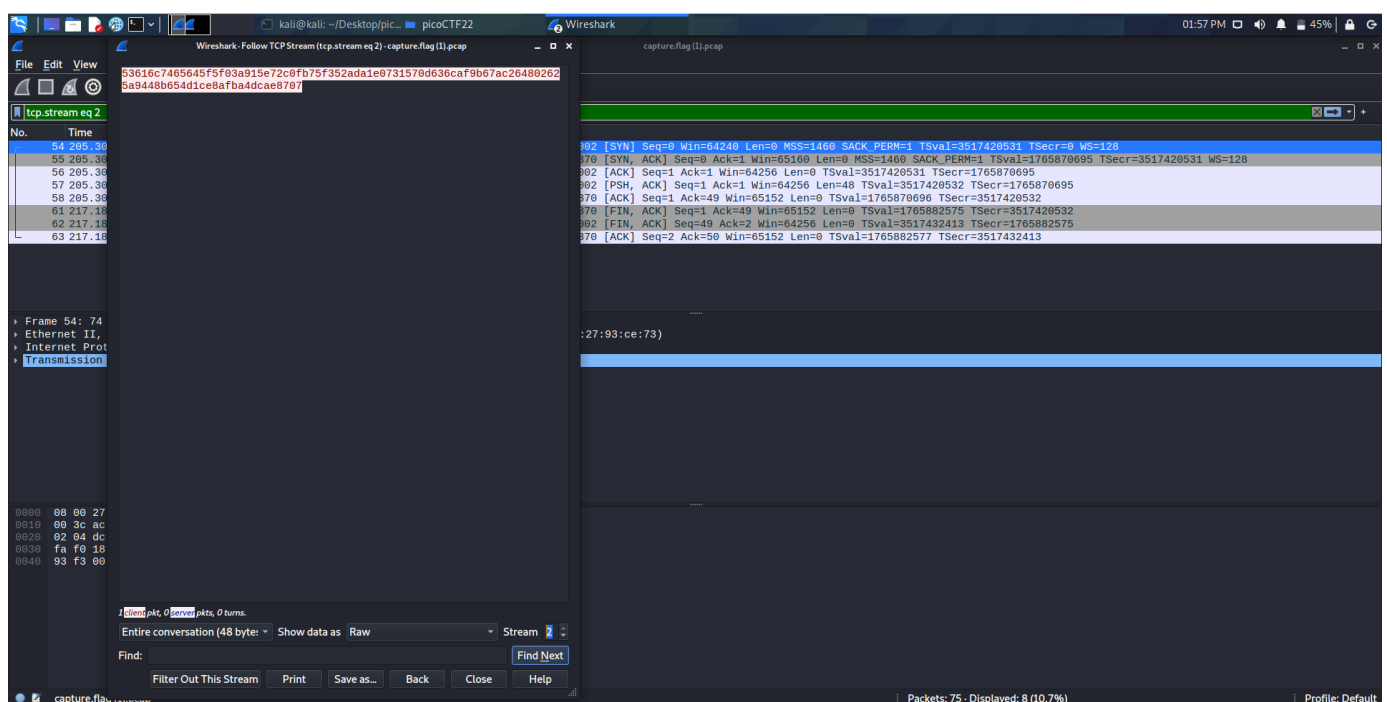 kali@kali: ~/Desktop/pic... picoCTF22 Wireshark 01:57 PM 45%
Wireshark · Follow TCP Stream (tcp.stream eq 2) · capture.flag (1).pcap
capture.flag (1).pcap
File Edit View
53616c7465645f5f03a915e72c0fb75f352ada1e0731570d636caf9b67ac26480262
5a9448b654d1ce8afba4dcae8707
tcp.stream eq 2
No. Time
54 205.30 902 [SYN] Seq=0 Win=64240 Len=0 MSS=1460 SACK_PERM=1 TSval=3517420531 TSecr=0 WS=128
55 205.30 370 [SYN, ACK] Seq=0 Ack=1 Win=65160 Len=0 MSS=1460 SACK_PERM=1 TSval=1765870695 TSecr=3517420531 WS=128
56 205.30 902 [ACK] Seq=1 Ack=1 Win=64256 Len=0 TSval=3517420531 TSecr=1765870695
57 205.30 902 [PSH, ACK] Seq=1 Ack=1 Win=64256 Len=48 TSval=3517420532 TSecr=1765870695
58 205.30 370 [ACK] Seq=1 Ack=49 Win=65152 Len=0 TSval=1765870696 TSecr=3517420532
61 217.18 370 [FIN, ACK] Seq=1 Ack=49 Win=65152 Len=0 TSval=1765882575 TSecr=3517420532
62 217.18 902 [FIN, ACK] Seq=49 Ack=2 Win=64256 Len=0 TSval=3517432413 TSecr=1765882575
63 217.18 370 [ACK] Seq=2 Ack=50 Win=65152 Len=0 TSval=1765882577 TSecr=3517432413
Frame 54: 74
Ethernet II, :27:93:ce:73)
Internet Prot
Transmission
0000 08 00 27
0010 00 3c ac
0020 02 04 dc
0030 fa f0 18
0040 93 f3 00
1 client pkt, 0 server pkts, 0 turns.
Entire conversation (48 byte: Show data as Raw Stream 2
Find: Find Next
Filter Out This Stream Print Save as... Back Close Help
Packets: 75 · Displayed: 8 (10.7%) Profile: Default